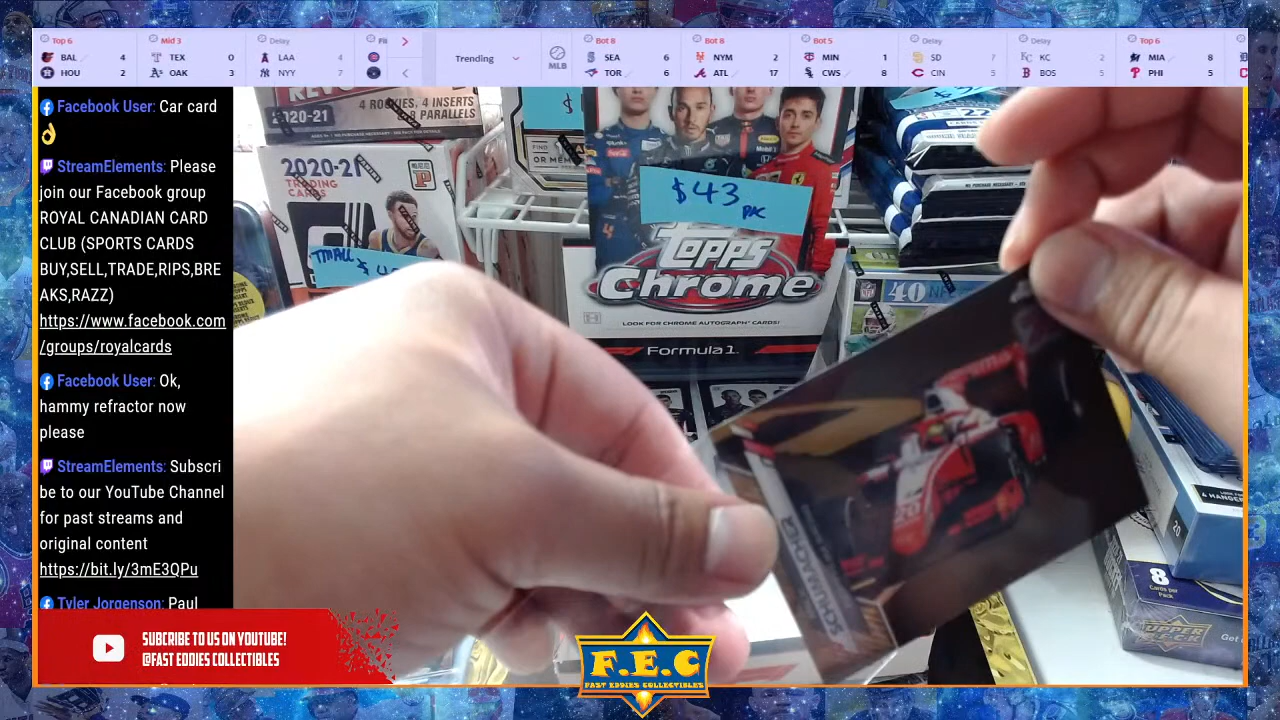 Top 6
BAL 4
HOU 2
Mid 3
TEX 0
OAK 3
Delay
LAA 4
NYY 7
Trending
MLB
Bot 8
SEA 6
TOR 6
Bot 8
NYM 2
ATL 17
Bot 5
MIN 1
CWS 8
Delay
SD 7
CIN 5
Delay
KC 2
BOS 5
Top 6
MIA 8
PHI 5
Facebook User: Car card
👌
StreamElements: Please
join our Facebook group
ROYAL CANADIAN CARD
CLUB (SPORTS CARDS
BUY,SELL,TRADE,RIPS,BRE
AKS,RAZZ)
https://www.facebook.com
/groups/royalcards
Facebook User: Ok,
hammy refractor now
please
StreamElements: Subscri
be to our YouTube Channel
for past streams and
original content
https://bit.ly/3mE3QPu
Tyler Jorgenson: Paul
SUBCRIBE TO US ON YOUTUBE!
@FAST EDDIES COLLECTIBLES
F.E.C
FAST EDDIES COLLECTIBLES
2020-21
4 ROOKIES, 4 INSERTS
& PARALLELS
2020-21
TRADING
CARDS
$43
PAC
Topps
Chrome
LOOK FOR CHROME AUTOGRAPH CARDS!
Formula 1
NFL
40
8
Cards per
Pack
20